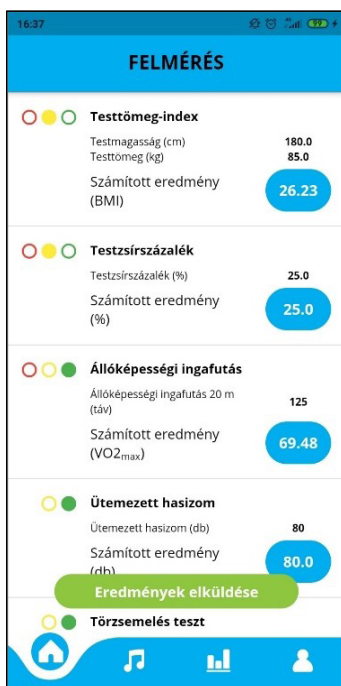 16:37
99
FELMÉRÉS
Testtömeg-index
Testmagasság (cm) 180.0
Testtömeg (kg) 85.0
Számított eredmény
(BMI)
26.23
Testzsírszázalék
Testzsírszázalék (%) 25.0
Számított eredmény
(%)
25.0
Állóképességi ingafutás
Állóképességi ingafutás 20 m
(táv)
125
Számított eredmény
(VO2max)
69.48
Ütemezett hasizom
Ütemezett hasizom (db) 80
Számított eredmény
(db)
80.0
Eredmények elküldése
Törzsemelés teszt